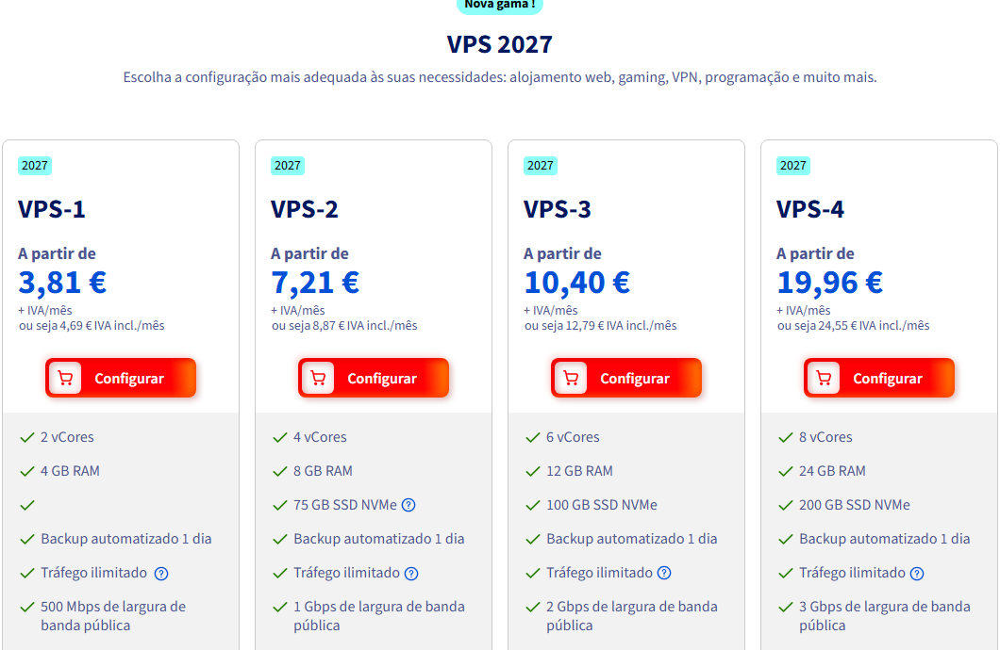 Nova gama !
VPS 2027
Escolha a configuração mais adequada às suas necessidades: alojamento web, gaming, VPN, programação e muito mais.
2027
VPS-1
A partir de
3,81 €
+ IVA/mês
ou seja 4,69 € IVA incl./mês
Configurar
2 vCores
4 GB RAM
Backup automatizado 1 dia
Tráfego ilimitado ?
500 Mbps de largura de
banda pública
2027
VPS-2
A partir de
7,21 €
+ IVA/mês
ou seja 8,87 € IVA incl./mês
Configurar
4 vCores
8 GB RAM
75 GB SSD NVMe ?
Backup automatizado 1 dia
Tráfego ilimitado ?
1 Gbps de largura de banda
pública
2027
VPS-3
A partir de
10,40 €
+ IVA/mês
ou seja 12,79 € IVA incl./mês
Configurar
6 vCores
12 GB RAM
100 GB SSD NVMe
Backup automatizado 1 dia
Tráfego ilimitado ?
2 Gbps de largura de banda
pública
2027
VPS-4
A partir de
19,96 €
+ IVA/mês
ou seja 24,55 € IVA incl./mês
Configurar
8 vCores
24 GB RAM
200 GB SSD NVMe
Backup automatizado 1 dia
Tráfego ilimitado ?
3 Gbps de largura de banda
pública